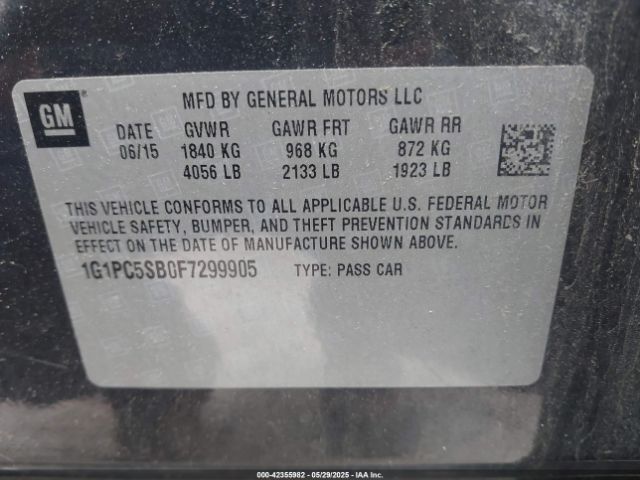 GM
MFD BY GENERAL MOTORS LLC
DATE GVWR GAWR FRT GAWR RR
06/15 1840 KG 968 KG 872 KG
4056 LB 2133 LB 1923 LB
THIS VEHICLE CONFORMS TO ALL APPLICABLE U.S. FEDERAL MOTOR
VEHICLE SAFETY, BUMPER, AND THEFT PREVENTION STANDARDS IN
EFFECT ON THE DATE OF MANUFACTURE SHOWN ABOVE.
1G1PC5SB0F7299905 TYPE: PASS CAR
000-42355982 - 05/29/2025 - IAA Inc.